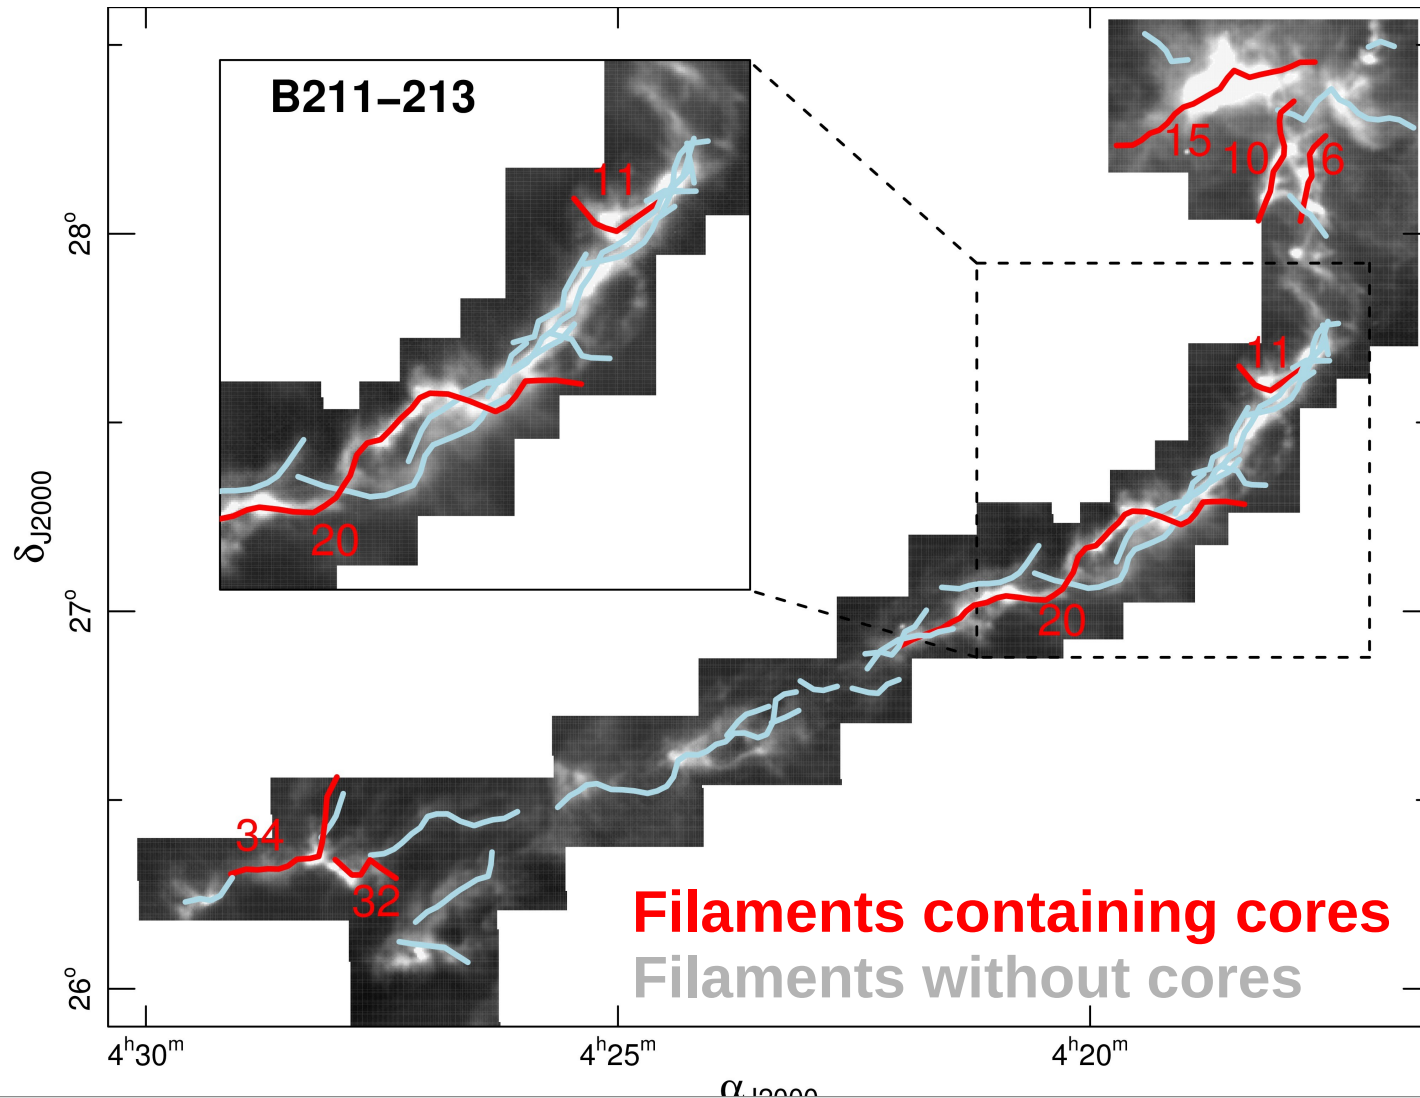 B211–213
11
15
10
6
28°
11
20
δJ2000
27°
20
34
32
Filaments containing cores
Filaments without cores
26°
4h30m
4h25m
4h20m
αJ2000